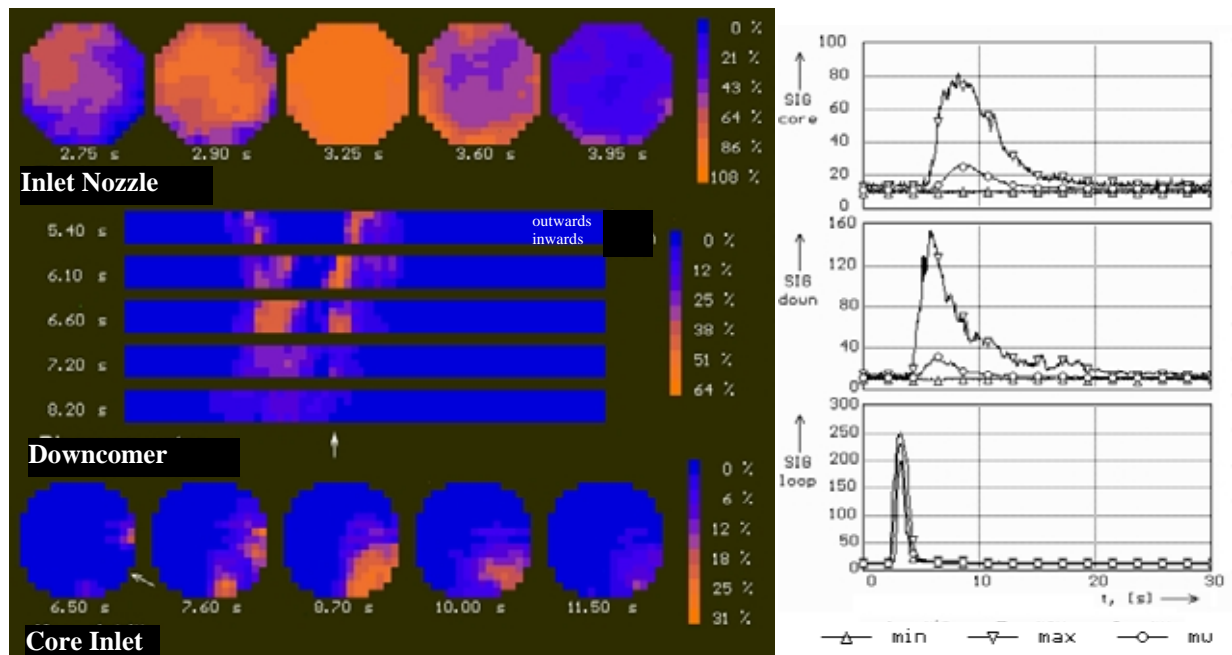 2.75 s 2.90 s 3.25 s 3.60 s 3.95 s
0 %
21 %
43 %
64 %
86 %
108 %
Inlet Nozzle
5.40 s
6.10 s
6.60 s
7.20 s
8.20 s
outwards
inwards
0 %
12 %
25 %
38 %
51 %
64 %
Downcomer
0 %
6 %
12 %
18 %
25 %
31 %
6.50 s 7.60 s 8.70 s 10.00 s 11.50 s
Core Inlet
SIG
core
100
80
60
40
20
0
SIG
down
160
120
80
40
0
SIG
loop
300
250
200
150
100
50
0
0 10 20 30
t, [s]
min max mw